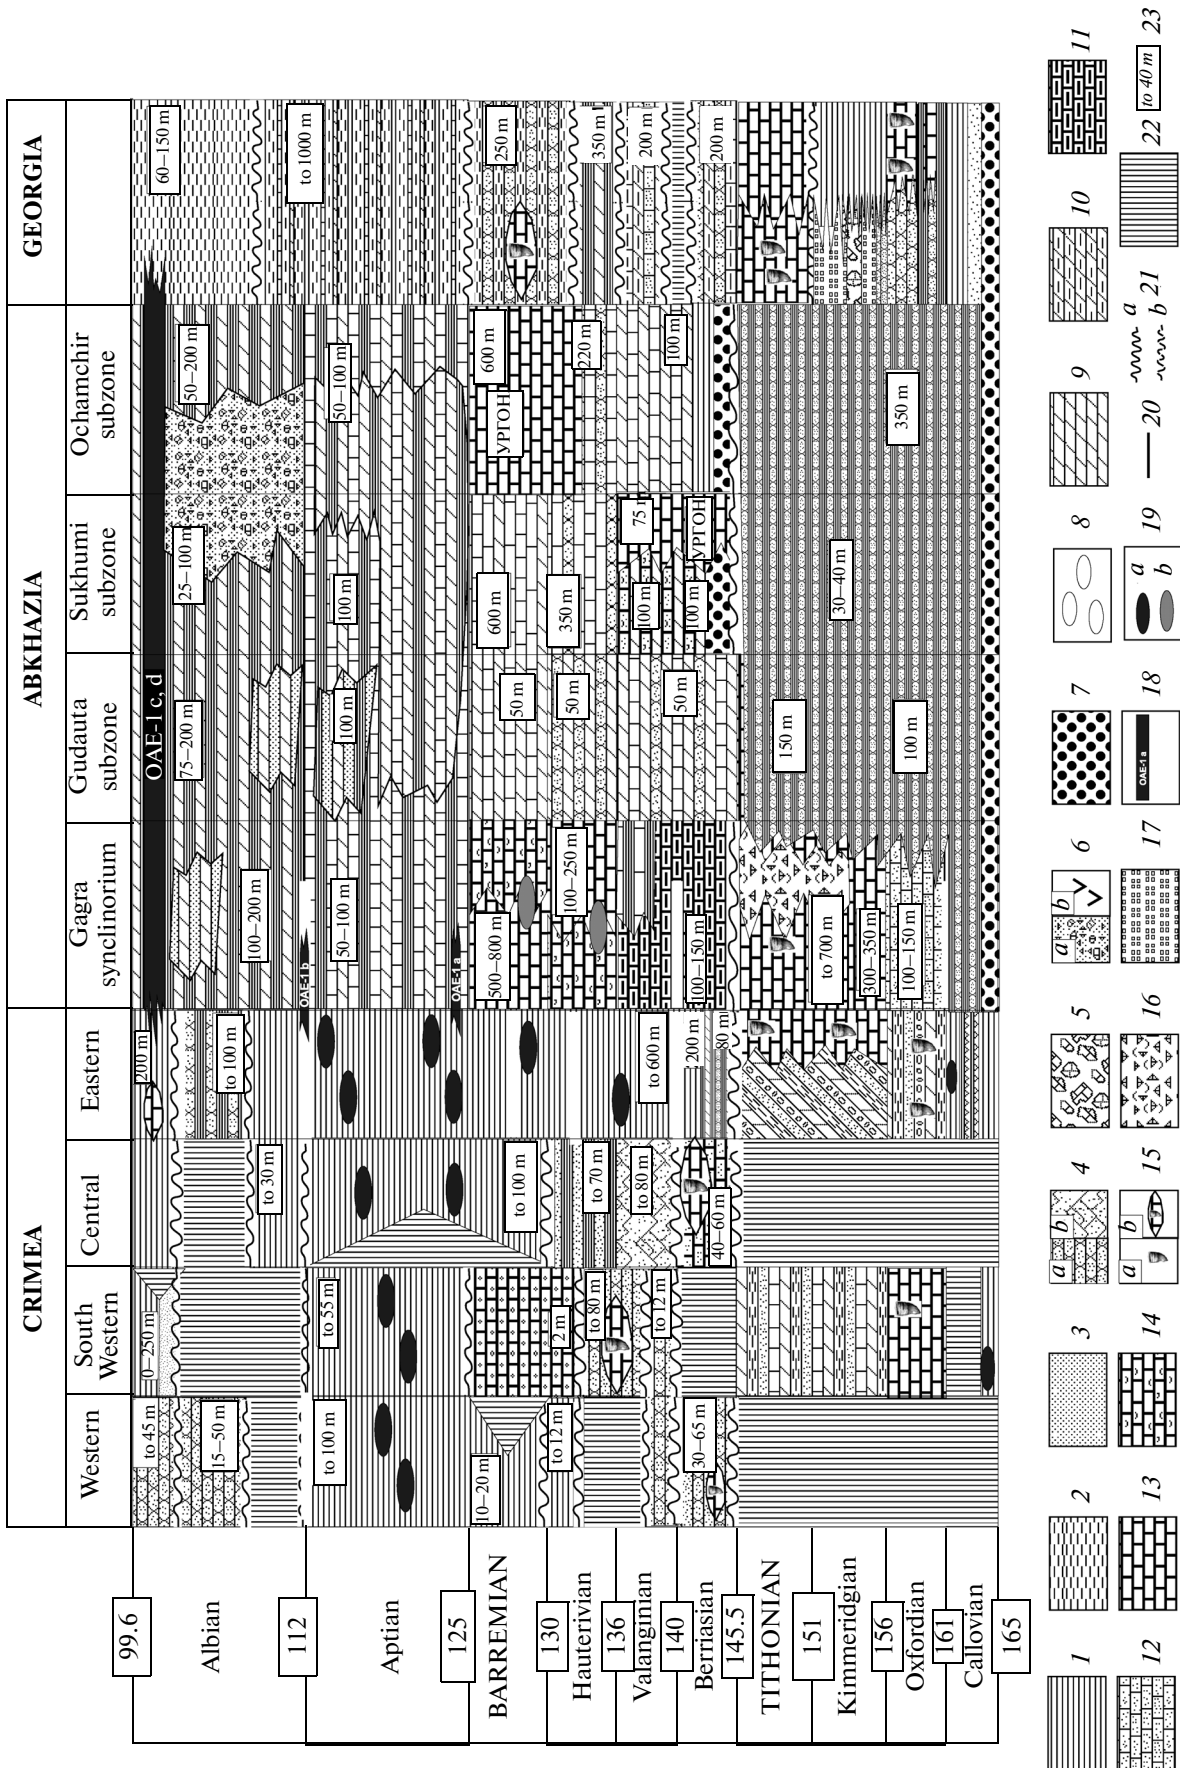 CRIMEA
ABKHAZIA
GEORGIA
Western
South
Western
Central
Eastern
Gagra
synclinorium
Gudauta
subzone
Sukhumi
subzone
Ochamchir
subzone
99.6
Albian
112
Aptian
125
BARREMIAN
130
Hauterivian
136
Valanginian
140
Berriasian
145.5
TITHONIAN
151
Kimmeridgian
156
Oxfordian
161
Callovian
165
to 45 m
15–50 m
to 100 m
10–20 m
to 12 m
30–65 m
0–250 m
to 55 m
2 m
to 80 m
to 12 m
to 30 m
to 100 m
to 70 m
to 80 m
40–60 m
200 m
to 100 m
to 600 m
200 m
80 m
OAE-1 b
OAE-1 a
100–200 m
50–100 m
500–800 m
100–250 m
100–150 m
to 700 m
300–350 m
100–150 m
OAE-1 c, d
75–200 m
100 m
50 m
50 m
50 m
150 m
100 m
25–100 m
100 m
600 m
350 m
75
100 m
100 m
УРГОН
30–40 m
50–200 m
50–100 m
600 m
УРГОН
220 m
100 m
350 m
60–150 m
to 1000 m
250 m
350 m
200 m
200 m
1
2
3
a b 4
5
a b 6
7
8
9
10
11
12
13
14
a b 15
16
17
OAE-1 a 18
a b 19
20
a b 21
22
to 40 m 23